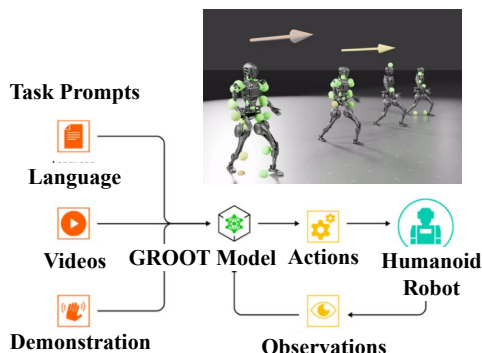 Task Prompts
Language
Videos
GROOT Model
Actions
Humanoid
Robot
Demonstration
Observations